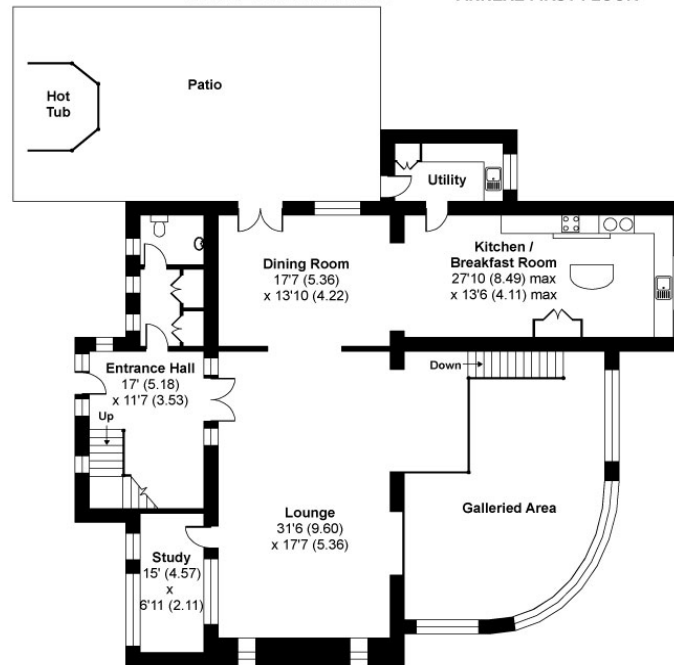 Patio
Hot
Tub
Utility
Kitchen /
Breakfast Room
27'10 (8.49) max
x 13'6 (4.11) max
Dining Room
17'7 (5.36)
x 13'10 (4.22)
Entrance Hall
17' (5.18)
x 11'7 (3.53)
Up
Down
Lounge
31'6 (9.60)
x 17'7 (5.36)
Galleried Area
Study
15' (4.57)
x
6'11 (2.11)